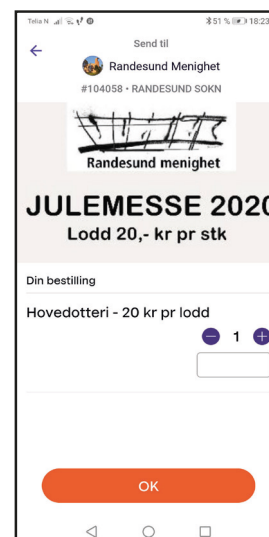 Telia N
51 %
18:23
Send til
Randesund Menighet
#104058 • RANDESUND SOKN
Randesund menighet
JULEMESSE 2020
Lodd 20,- kr pr stk
Din bestilling
Hovedotteri - 20 kr pr lodd
1
OK